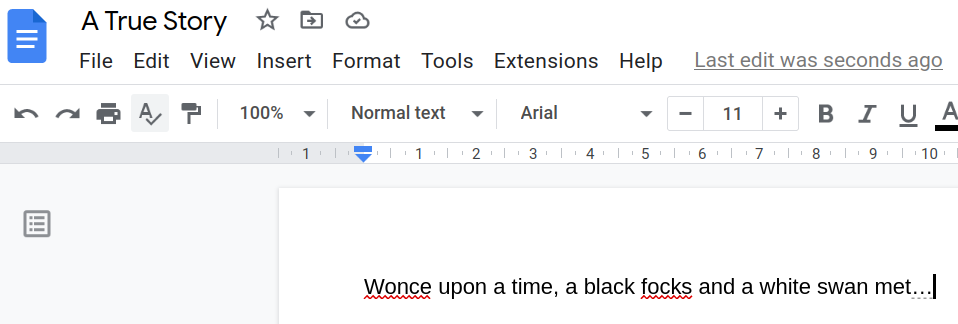 A True Story
File Edit View Insert Format Tools Extensions Help Last edit was seconds ago
100% Normal text Arial 11 B I U A
1 1 2 3 4 5 6 7 8 9 10
Wonce upon a time, a black focks and a white swan met…